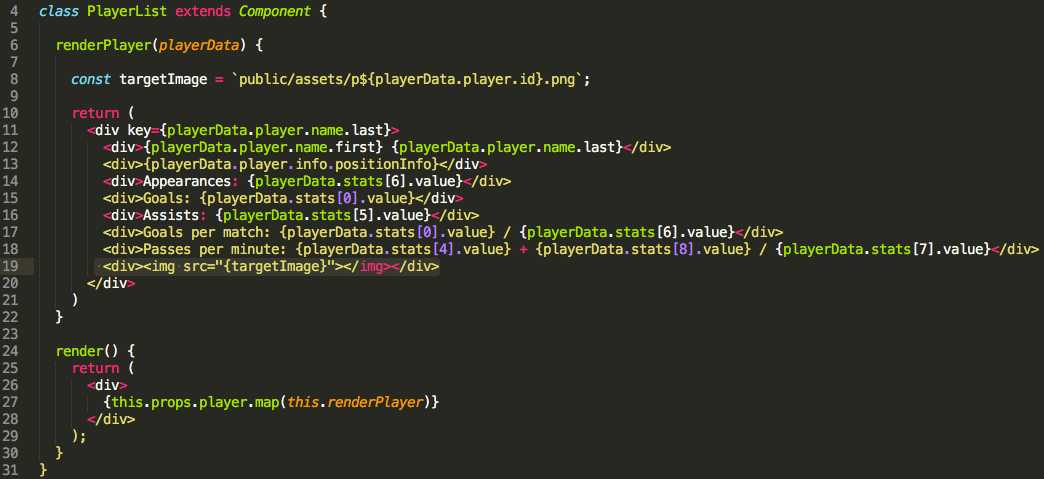 4 class PlayerList extends Component {
5
6 renderPlayer(playerData) {
7
8 const targetImage = `public/assets/p${playerData.player.id}.png`;
9
10 return (
11 <div key={playerData.player.name.last}>
12 <div>{playerData.player.name.first} {playerData.player.name.last}</div>
13 <div>{playerData.player.info.positionInfo}</div>
14 <div>Appearances: {playerData.stats[6].value}</div>
15 <div>Goals: {playerData.stats[0].value}</div>
16 <div>Assists: {playerData.stats[5].value}</div>
17 <div>Goals per match: {playerData.stats[0].value} / {playerData.stats[6].value}</div>
18 <div>Passes per minute: {playerData.stats[4].value} + {playerData.stats[8].value} / {playerData.stats[7].value}</div>
19 <div><img src="{targetImage}"></img></div>
20 </div>
21 )
22 }
23
24 render() {
25 return (
26 <div>
27 {this.props.player.map(this.renderPlayer)}
28 </div>
29 );
30 }
31 }